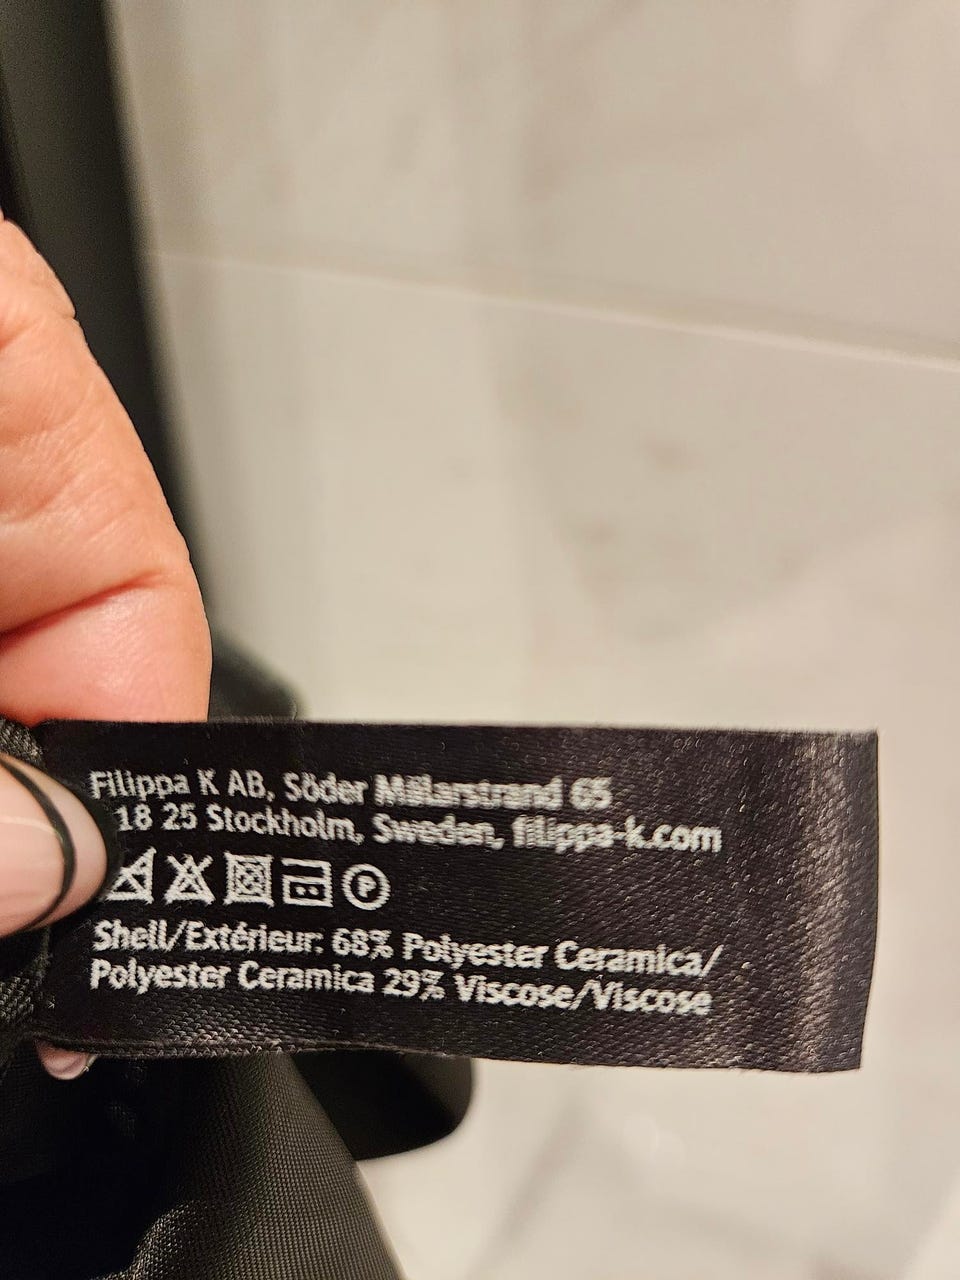 Filippa K AB, Söder Mälarstrand 65
18 25 Stockholm, Sweden, filippa-k.com
P
Shell/Extérieur: 68% Polyester Ceramica/
Polyester Ceramica 29% Viscose/Viscose